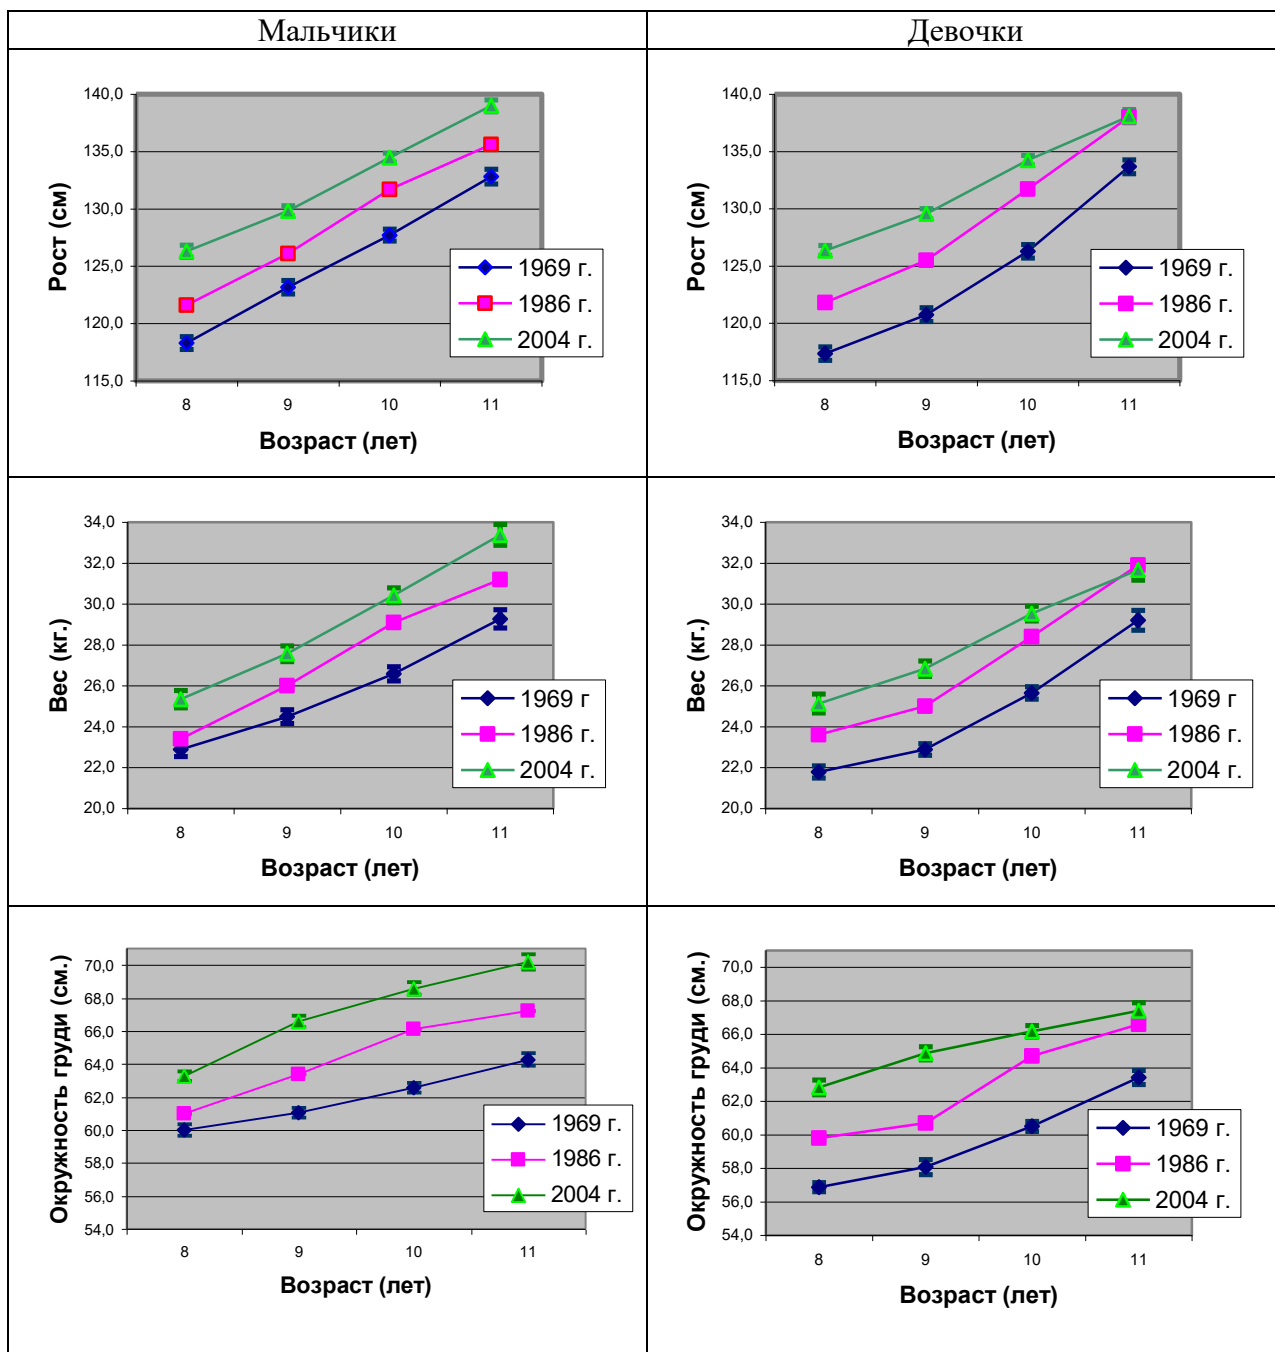 Мальчики
Девочки
140,0
135,0
130,0
125,0
120,0
115,0
Рост (см)
8 9 10 11
Возраст (лет)
1969 г.
1986 г.
2004 г.
140,0
135,0
130,0
125,0
120,0
115,0
Рост (см)
8 9 10 11
Возраст (лет)
1969 г.
1986 г.
2004 г.
34,0
32,0
30,0
28,0
26,0
24,0
22,0
20,0
Вес (кг.)
8 9 10 11
Возраст (лет)
1969 г
1986 г.
2004 г.
34,0
32,0
30,0
28,0
26,0
24,0
22,0
20,0
Вес (кг.)
8 9 10 11
Возраст (лет)
1969 г.
1986 г.
2004 г.
70,0
68,0
66,0
64,0
62,0
60,0
58,0
56,0
54,0
Окружность груди (см.)
8 9 10 11
Возраст (лет)
1969 г.
1986 г.
2004 г.
70,0
68,0
66,0
64,0
62,0
60,0
58,0
56,0
54,0
Окружность груди (см.)
8 9 10 11
Возраст (лет)
1969 г.
1986 г.
2004 г.